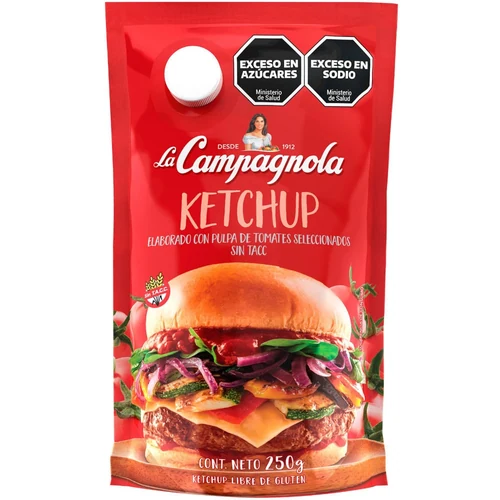 EXCESO EN
AZÚCARES
Ministerio
de Salud
EXCESO EN
SODIO
Ministerio
de Salud
DESDE 1912
La Campagnola
KETCHUP
ELABORADO CON PULPA DE TOMATES SELECCIONADOS
SIN TACC
SIN T.A.C.C.
CONT. NETO 250g
KETCHUP LIBRE DE GLUTEN